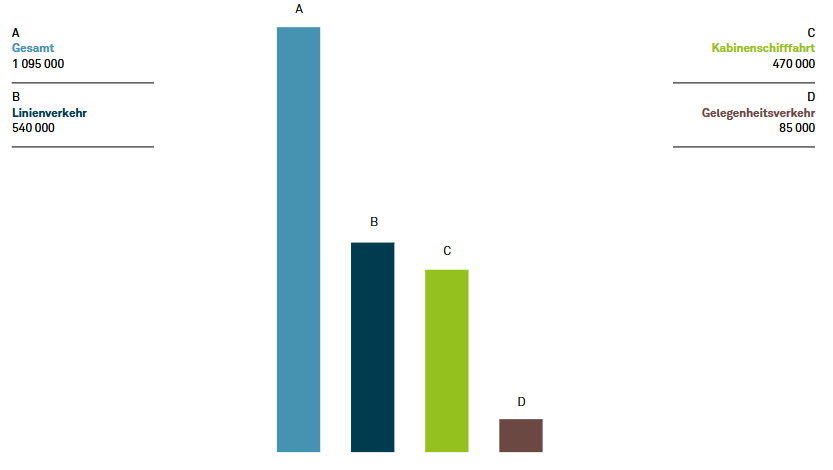 A
Gesamt
1 095 000
B
Linienverkehr
540 000
C
Kabinenschifffahrt
470 000
D
Gelegenheitsverkehr
85 000
A
B
C
D